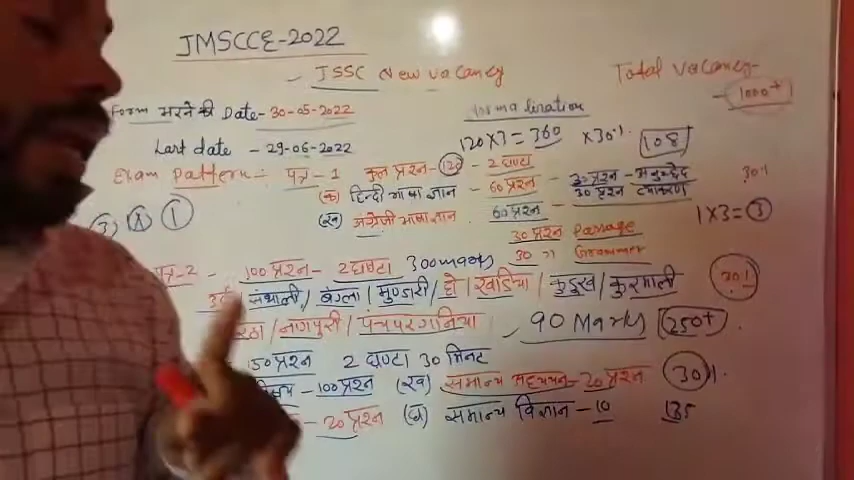 JMSCCE-2022
- JSSC New vacancy
Total vacancy-
- 1000+
Form भरने की Date- 30-05-2022
Last date - 29-06-2022
120 X 3 = 360 X 30%. 108
Exam Pattern :- पत्र - 1 कुल प्रश्न - 120 - 2 घण्टा
(क) हिन्दी भाषा ज्ञान - 60 प्रश्न - 30 प्रश्न - अनुच्छेद
30 प्रश्न व्याकरण
30%
(ख) अंग्रेजी भाषा ज्ञान - 60 प्रश्न
1 X 3 = 3
3) A 1
30 प्रश्न Passage
30 Grammer
पत्र-2 - 100 प्रश्न - 2 घण्टा 300 marks
संथाली / बंग्ला | मुण्डारी / हो | खड़िया | कुडुख / कुरमाली
30%
/ नागपुरी / पंचपरगनिया - 90 Marks 250+
150 प्रश्न 2 घण्टा 30 मिनट
- 100 प्रश्न (ख) सामान्य अध्ययन - 20 प्रश्न 30%.
- 20 प्रश्न सामान्य विज्ञान - 10 135